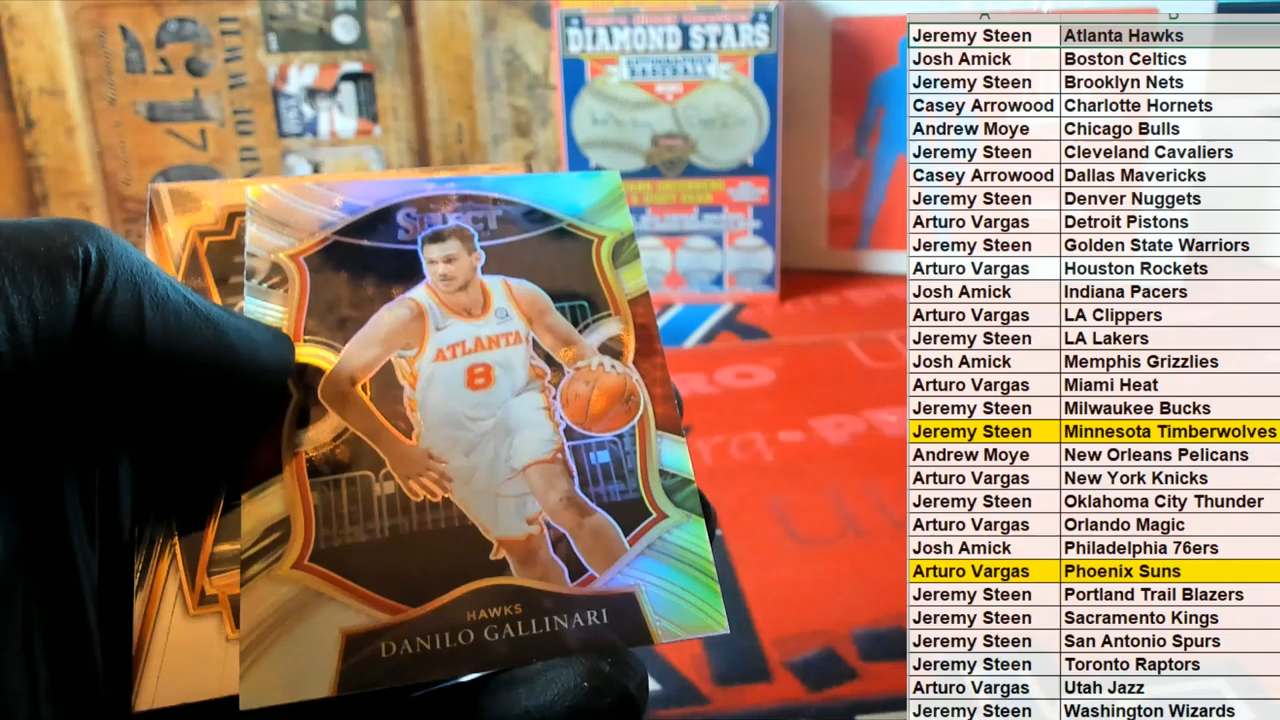 DIAMOND STARS
SELECT
ATLANTA
8
HAWKS
DANILO GALLINARI
A B
Jeremy Steen Atlanta Hawks
Josh Amick Boston Celtics
Jeremy Steen Brooklyn Nets
Casey Arrowood Charlotte Hornets
Andrew Moye Chicago Bulls
Jeremy Steen Cleveland Cavaliers
Casey Arrowood Dallas Mavericks
Jeremy Steen Denver Nuggets
Arturo Vargas Detroit Pistons
Jeremy Steen Golden State Warriors
Arturo Vargas Houston Rockets
Josh Amick Indiana Pacers
Arturo Vargas LA Clippers
Jeremy Steen LA Lakers
Josh Amick Memphis Grizzlies
Arturo Vargas Miami Heat
Jeremy Steen Milwaukee Bucks
Jeremy Steen Minnesota Timberwolves
Andrew Moye New Orleans Pelicans
Arturo Vargas New York Knicks
Jeremy Steen Oklahoma City Thunder
Arturo Vargas Orlando Magic
Josh Amick Philadelphia 76ers
Arturo Vargas Phoenix Suns
Jeremy Steen Portland Trail Blazers
Jeremy Steen Sacramento Kings
Jeremy Steen San Antonio Spurs
Jeremy Steen Toronto Raptors
Arturo Vargas Utah Jazz
Jeremy Steen Washington Wizards